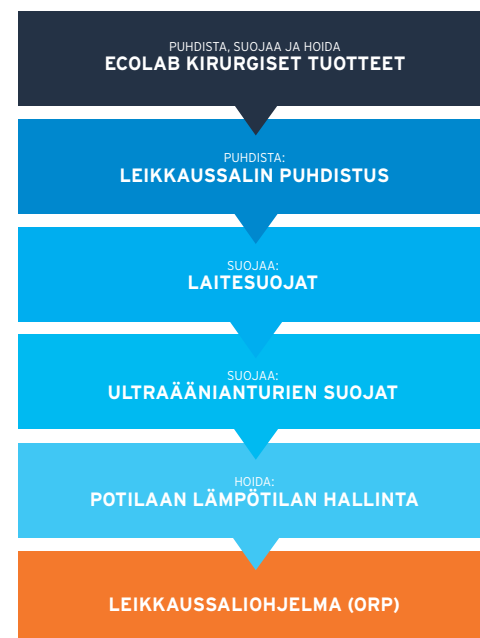 PUHDISTA, SUOJAA JA HOIDA
ECOLAB KIRURGISET TUOTTEET
PUHDISTA:
LEIKKAUSSALIN PUHDISTUS
SUOJAA:
LAITESUOJAT
SUOJAA:
ULTRAÄÄNIANTURIEN SUOJAT
HOIDA:
POTILAAN LÄMPÖTILAN HALLINTA
LEIKKAUSSALIOHJELMA (ORP)